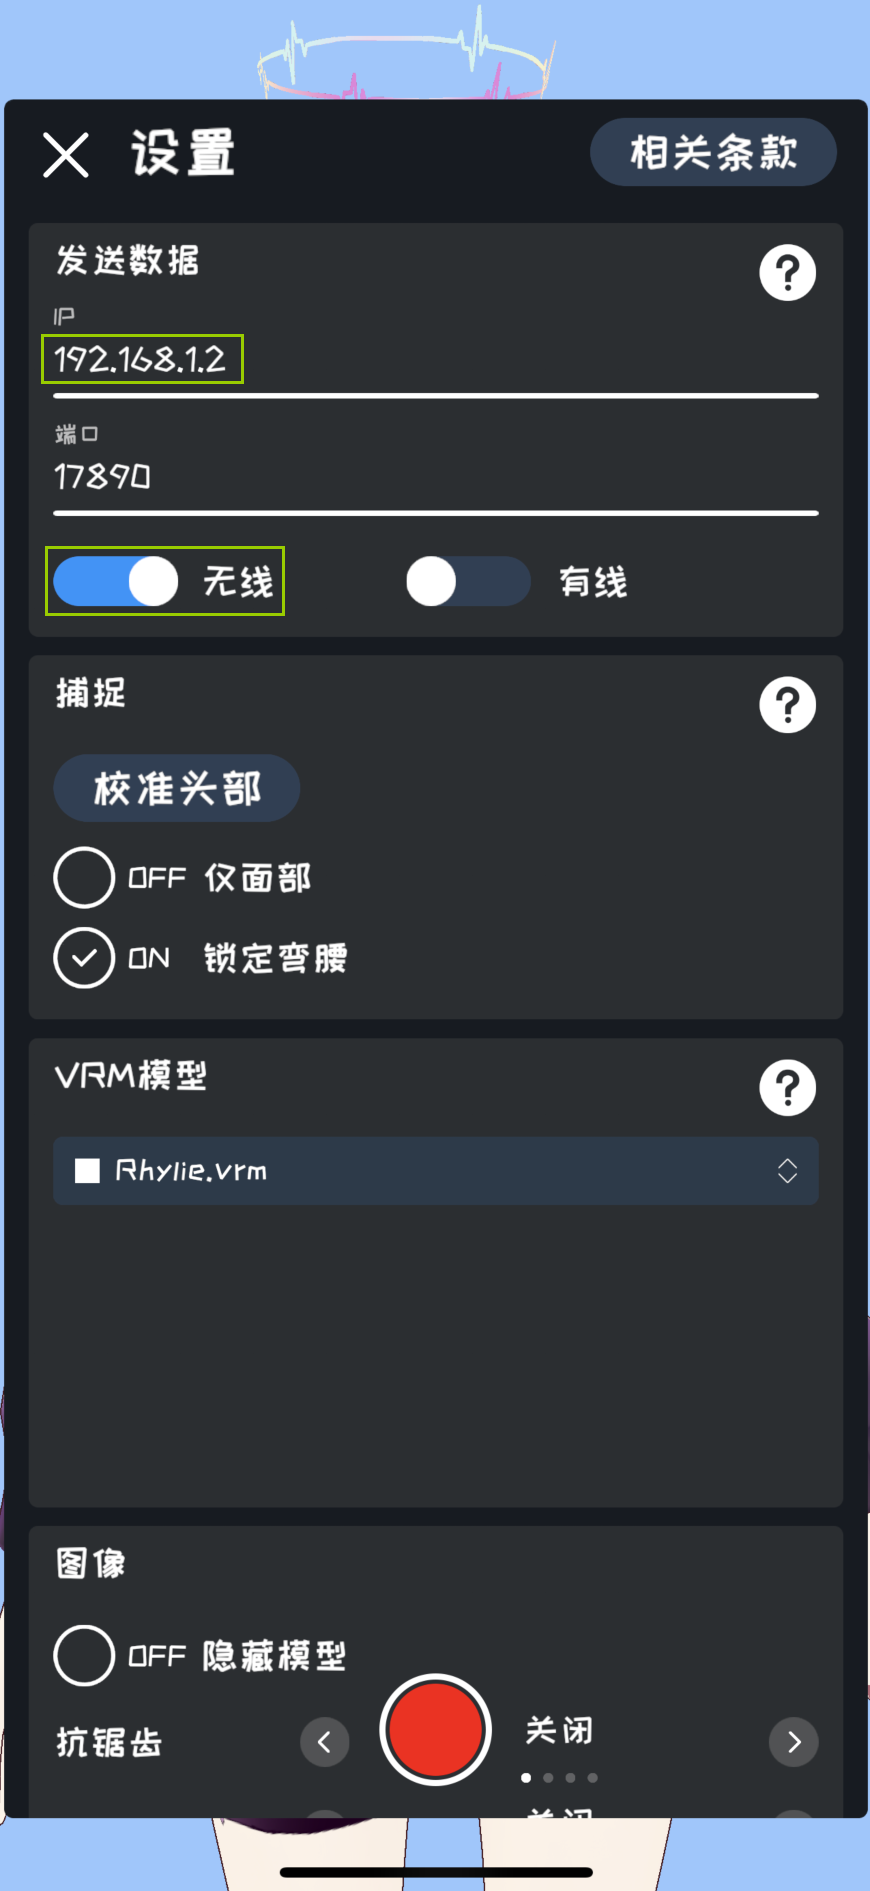 设置
相关条款
发送数据
?
IP
192.168.1.2
端口
17890
无线 有线
捕捉
?
校准头部
OFF 仅面部
ON 锁定弯腰
VRM模型
?
Rhylie.vrm
图像
OFF 隐藏模型
抗锯齿 关闭
关闭